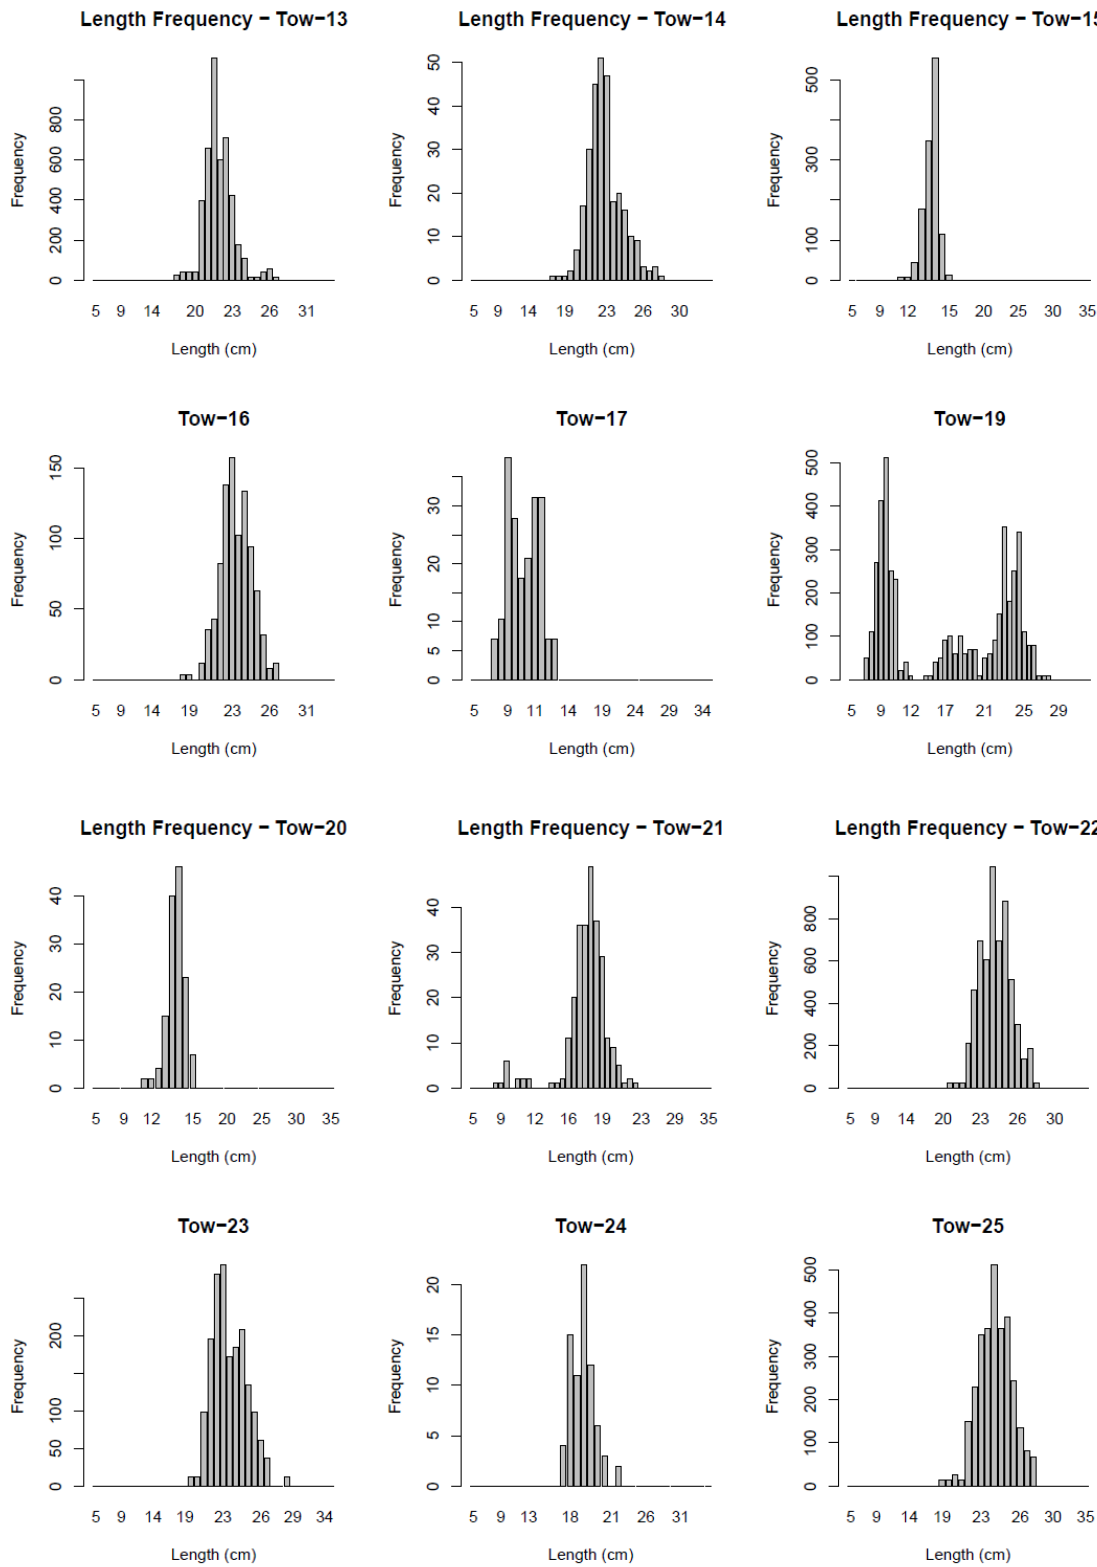 Length Frequency − Tow−13
Frequency
0 200 400 600 800
5 9 14 20 23 26 31
Length (cm)
Length Frequency − Tow−14
Frequency
0 10 20 30 40 50
5 9 14 19 23 26 30
Length (cm)
Length Frequency − Tow−15
Frequency
0 100 300 500
5 9 12 15 20 25 30 35
Length (cm)
Tow−16
Frequency
0 50 100 150
5 9 14 19 23 26 31
Length (cm)
Tow−17
Frequency
0 5 10 20 30
5 9 11 14 19 24 29 34
Length (cm)
Tow−19
Frequency
0 100 200 300 400 500
5 9 12 17 21 25 29
Length (cm)
Length Frequency − Tow−20
Frequency
0 10 20 30 40
5 9 12 15 20 25 30 35
Length (cm)
Length Frequency − Tow−21
Frequency
0 10 20 30 40
5 9 12 16 19 23 29 35
Length (cm)
Length Frequency − Tow−22
Frequency
0 200 400 600 800
5 9 14 20 23 26 30
Length (cm)
Tow−23
Frequency
0 50 100 200
5 9 14 19 23 26 29 34
Length (cm)
Tow−24
Frequency
0 5 10 15 20
5 9 13 18 21 26 31
Length (cm)
Tow−25
Frequency
0 100 200 300 400 500
5 9 14 19 23 26 30 35
Length (cm)